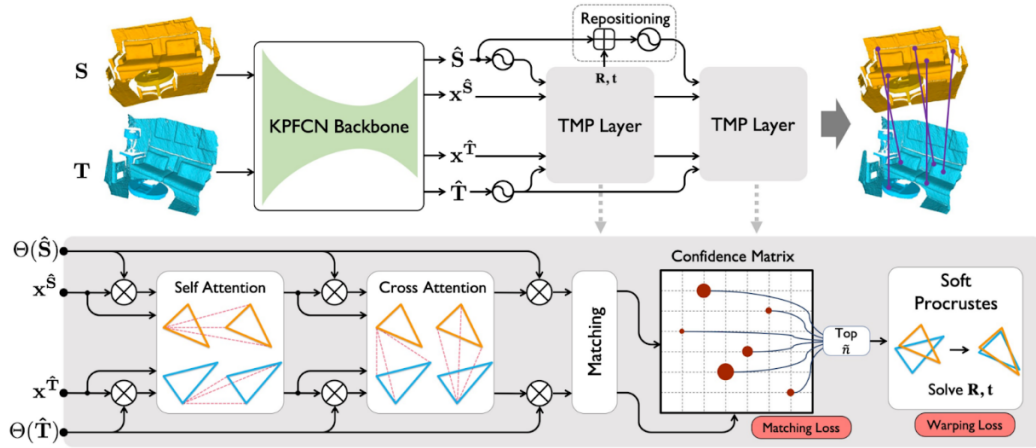 Repositioning
S
KPFCN Backbone
Ŝ
R, t
x^Ŝ
TMP Layer
TMP Layer
x^T̂
T
T̂
Θ(Ŝ)
x^Ŝ
Self Attention
Cross Attention
Matching
Confidence Matrix
Soft
Procrustes
Top
ñ
Solve R, t
x^T̂
Θ(T̂)
Matching Loss
Warping Loss